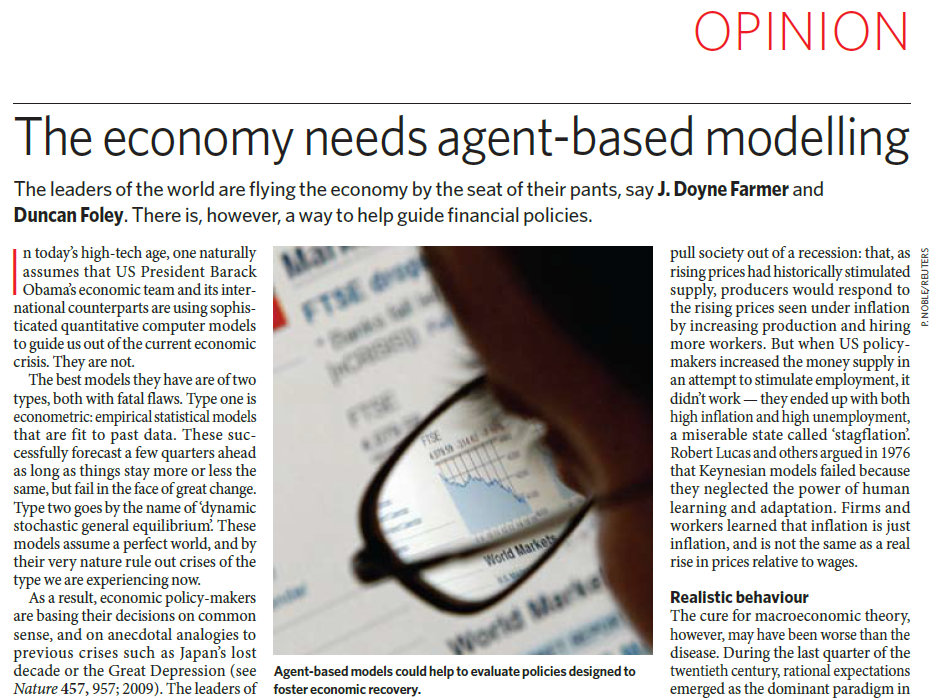 OPINION
The economy needs agent-based modelling
The leaders of the world are flying the economy by the seat of their pants, say J. Doyne Farmer and
Duncan Foley. There is, however, a way to help guide financial policies.
In today's high-tech age, one naturally
assumes that US President Barack
Obama's economic team and its inter-
national counterparts are using sophis-
ticated quantitative computer models
to guide us out of the current economic
crisis. They are not.
The best models they have are of two
types, both with fatal flaws. Type one is
econometric: empirical statistical models
that are fit to past data. These suc-
cessfully forecast a few quarters ahead
as long as things stay more or less the
same, but fail in the face of great change.
Type two goes by the name of 'dynamic
stochastic general equilibrium'. These
models assume a perfect world, and by
their very nature rule out crises of the
type we are experiencing now.
As a result, economic policy-makers
are basing their decisions on common
sense, and on anecdotal analogies to
previous crises such as Japan's lost
decade or the Great Depression (see
Nature 457, 957; 2009). The leaders of
FTSE
FTSE
FTSE
World Markets
World Markets
Agent-based models could help to evaluate policies designed to
foster economic recovery.
pull society out of a recession: that, as
rising prices had historically stimulated
supply, producers would respond to
the rising prices seen under inflation
by increasing production and hiring
more workers. But when US policy-
makers increased the money supply in
an attempt to stimulate employment, it
didn't work — they ended up with both
high inflation and high unemployment,
a miserable state called 'stagflation'.
Robert Lucas and others argued in 1976
that Keynesian models failed because
they neglected the power of human
learning and adaptation. Firms and
workers learned that inflation is just
inflation, and is not the same as a real
rise in prices relative to wages.
Realistic behaviour
The cure for macroeconomic theory,
however, may have been worse than the
disease. During the last quarter of the
twentieth century, rational expectations
emerged as the dominant paradigm in
P. NOBLE/REUTERS